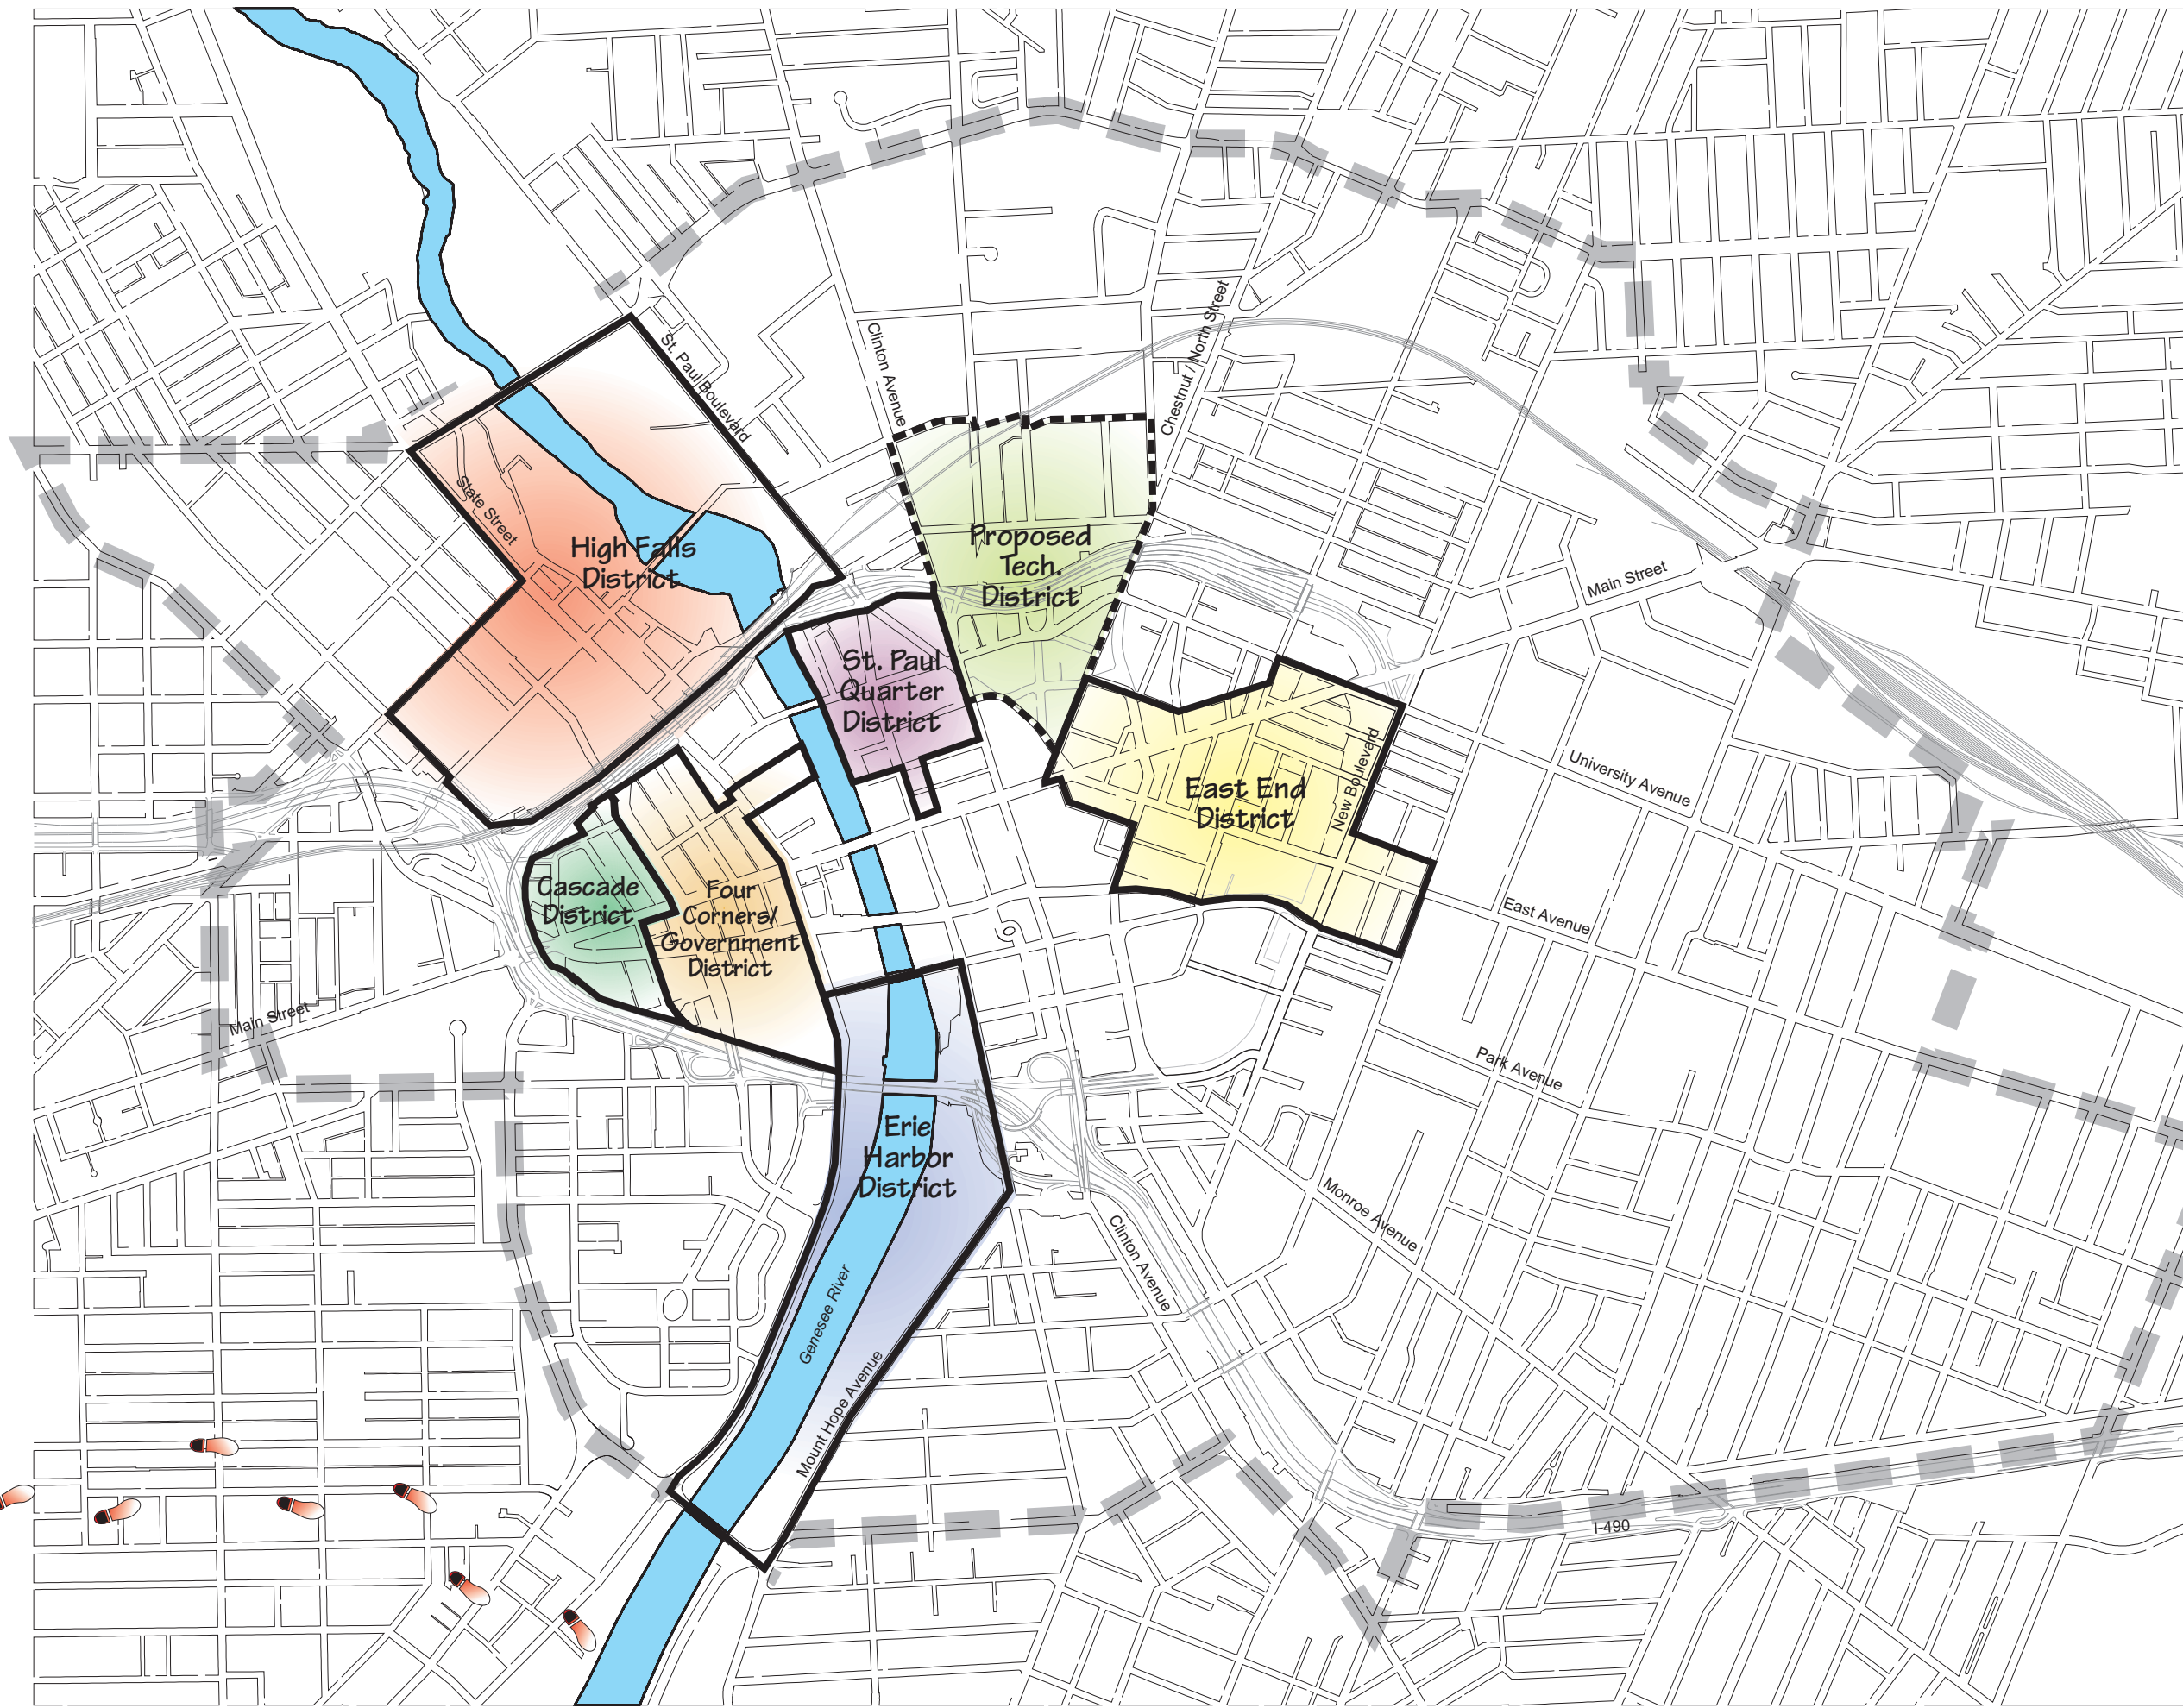 Clinton Avenue
Chestnut / North Street
St. Paul Boulevard
State Street
High Falls
District
Proposed
Tech.
District
Main Street
St. Paul
Quarter
District
East End
District
New Boulevard
University Avenue
Cascade
District
Four
Corners/
Government
District
East Avenue
Main Street
Park Avenue
Erie
Harbor
District
Monroe Avenue
Clinton Avenue
Genesee River
Mount Hope Avenue
I-490